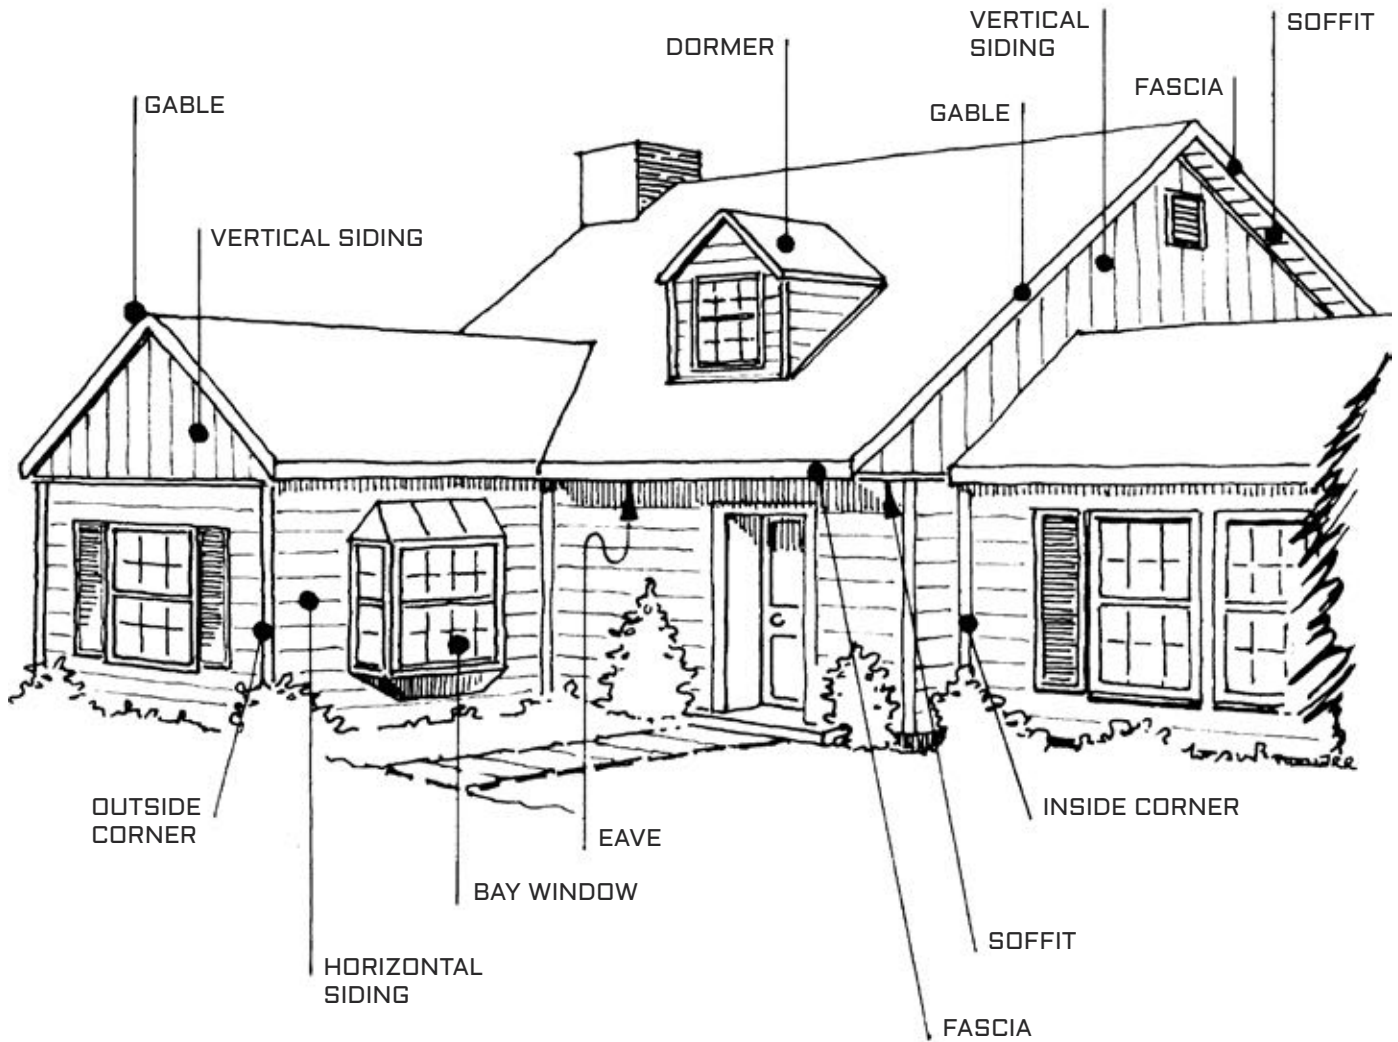 VERTICAL
SIDING
SOFFIT
DORMER
FASCIA
GABLE
GABLE
VERTICAL SIDING
OUTSIDE
CORNER
INSIDE CORNER
EAVE
BAY WINDOW
SOFFIT
HORIZONTAL
SIDING
FASCIA